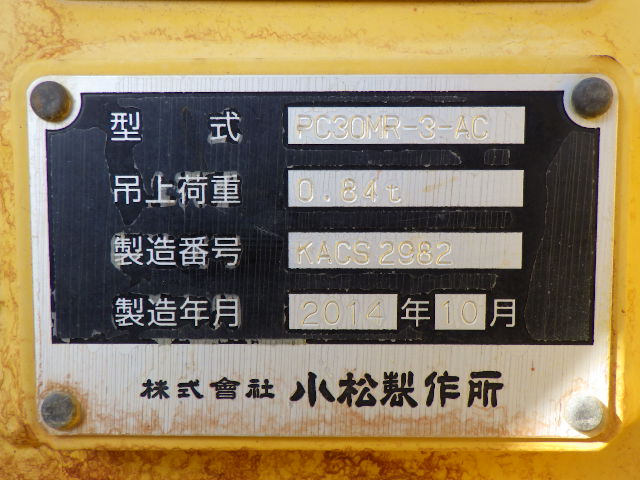 型 式 PC30MR-3-AC
吊上荷重 0.84t
製造番号 KACS 2982
製造年月 2014年10月
株式會社 小松製作所